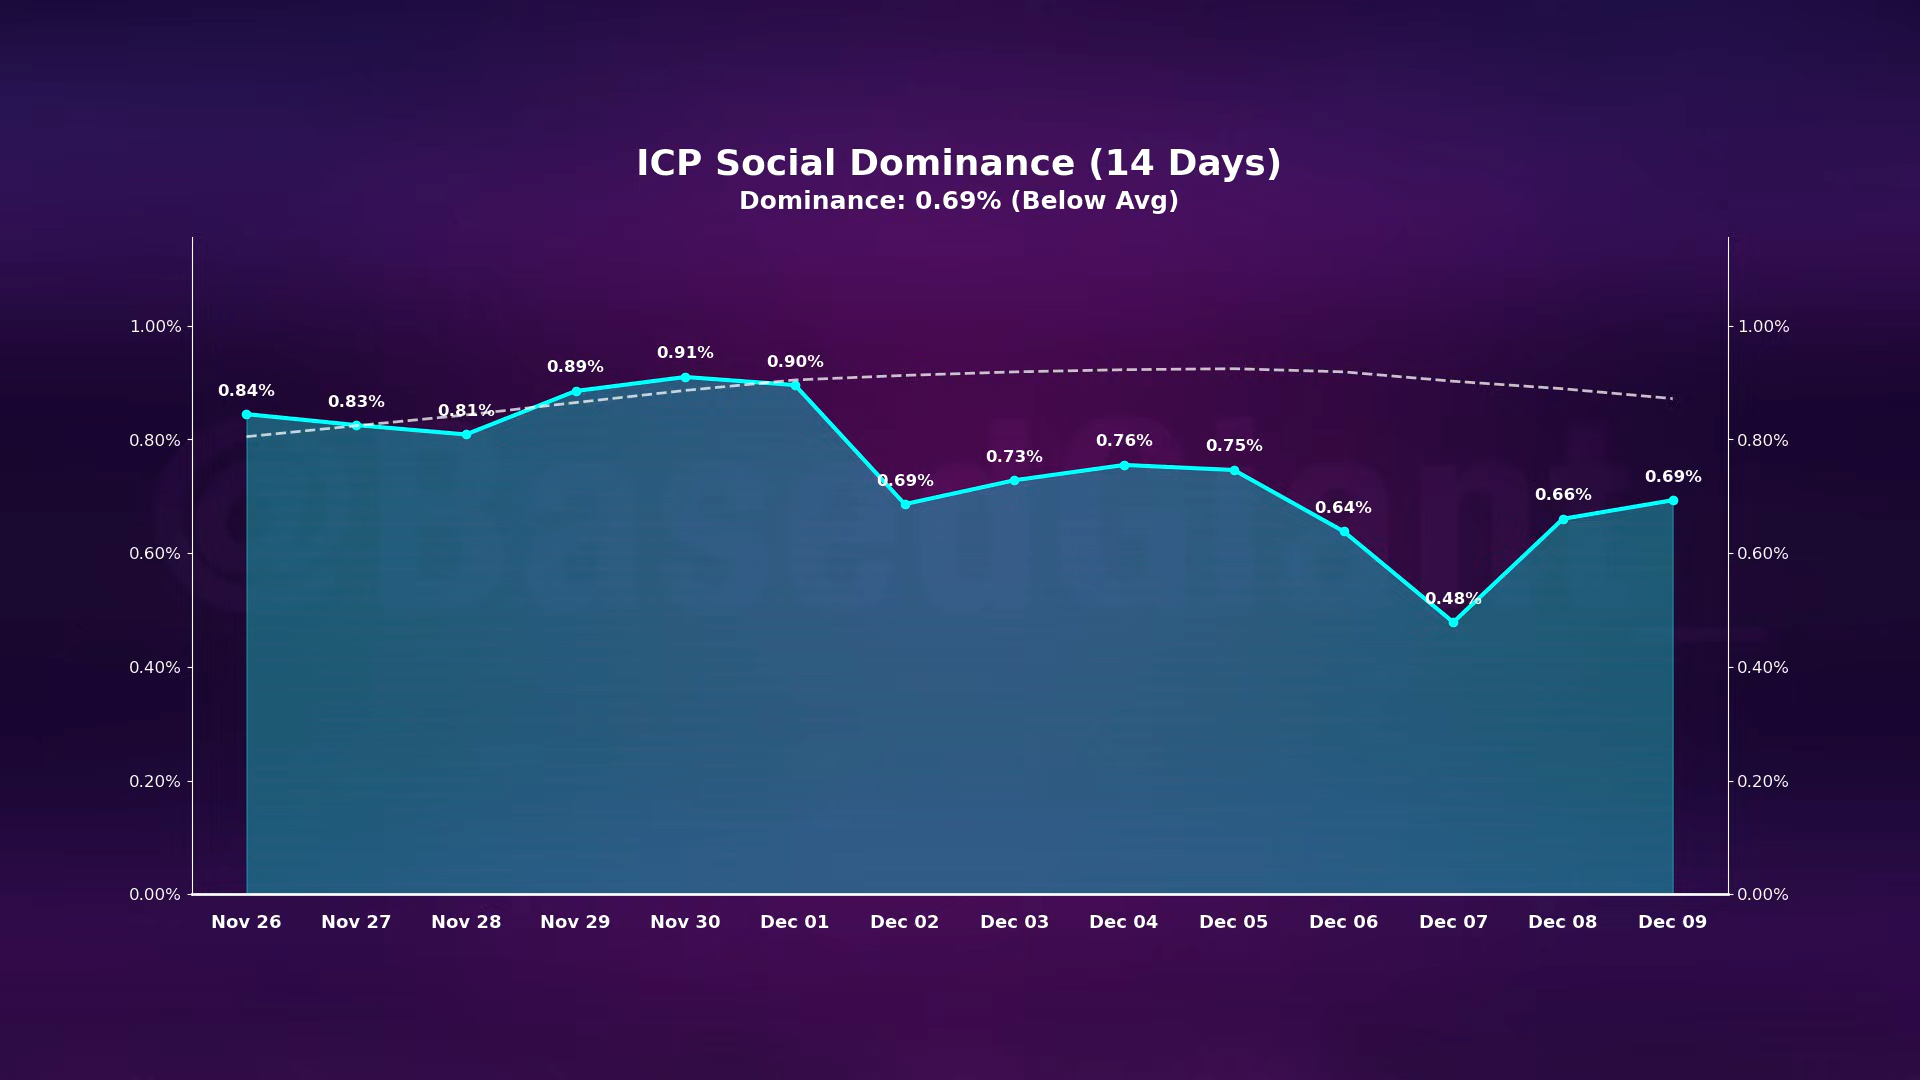 ICP Social Dominance (14 Days)
Dominance: 0.69% (Below Avg)
1.00% 1.00%
0.80% 0.80%
0.60% 0.60%
0.40% 0.40%
0.20% 0.20%
0.00% 0.00%
0.84% 0.83% 0.81% 0.89% 0.91% 0.90% 0.69% 0.73% 0.76% 0.75% 0.64% 0.48% 0.66% 0.69%
Nov 26 Nov 27 Nov 28 Nov 29 Nov 30 Dec 01 Dec 02 Dec 03 Dec 04 Dec 05 Dec 06 Dec 07 Dec 08 Dec 09